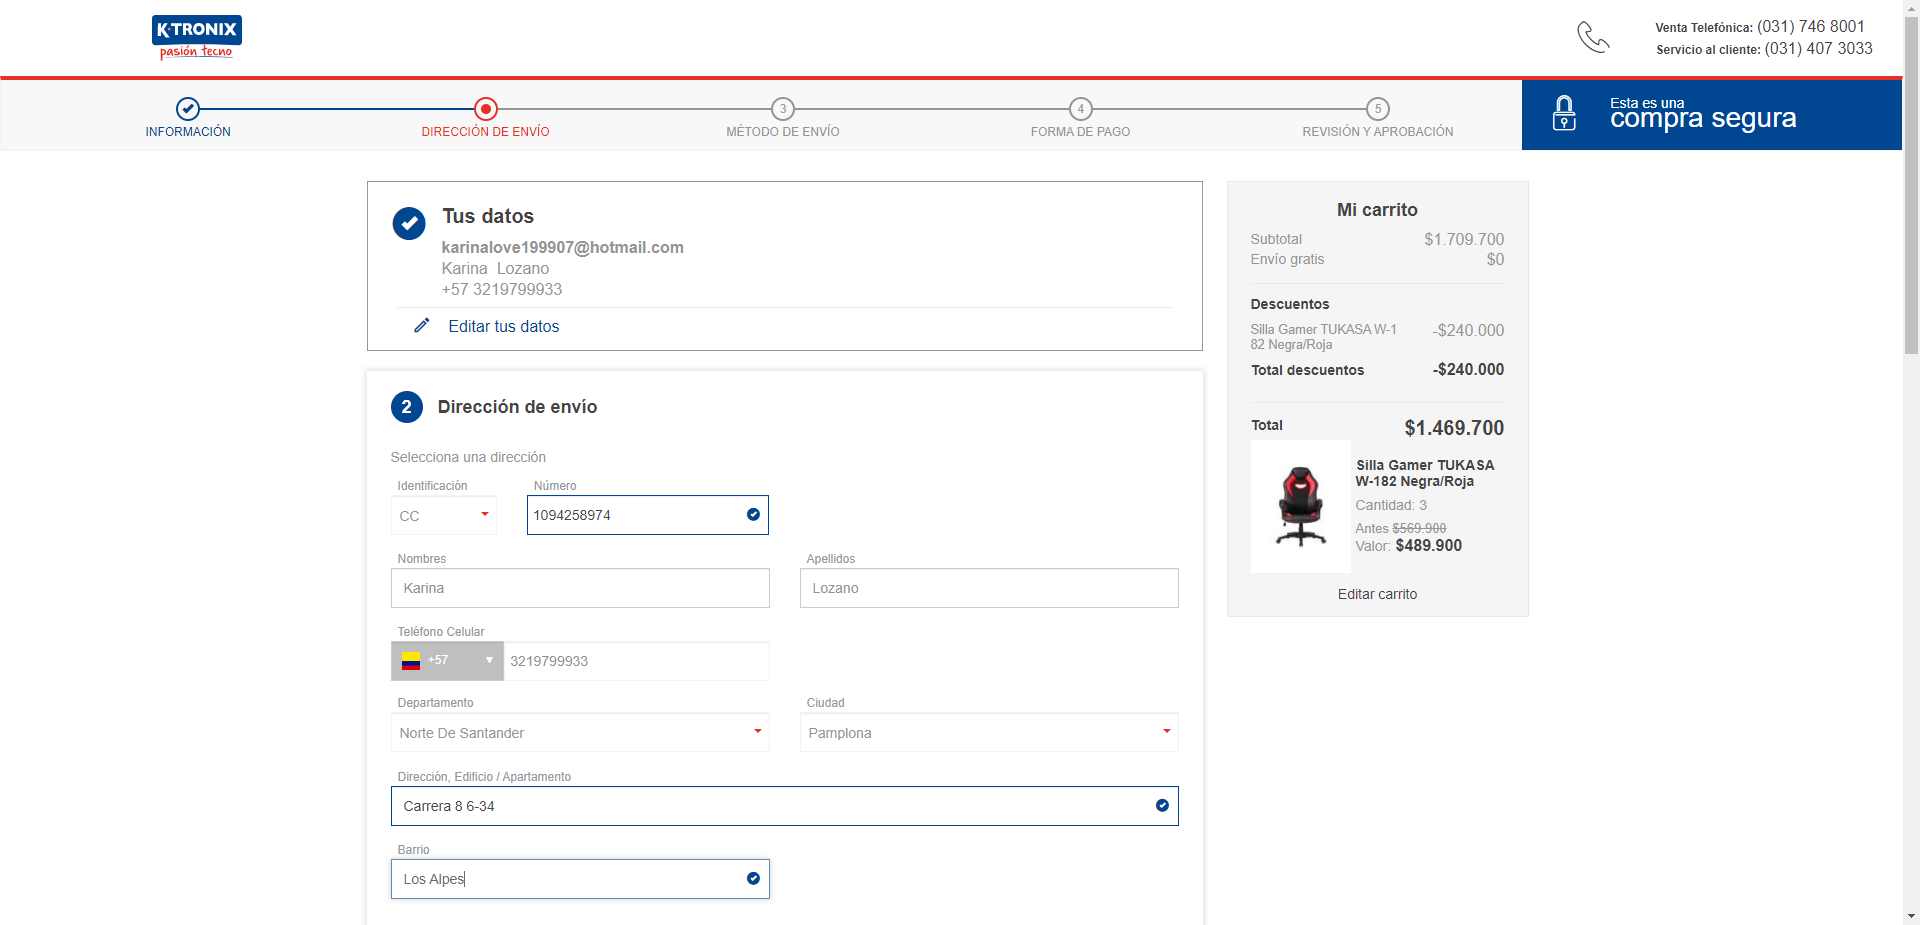 K-TRONIX
pasión tecno
Venta Telefónica: (031) 746 8001
Servicio al cliente: (031) 407 3033
INFORMACIÓN
DIRECCIÓN DE ENVÍO
3
MÉTODO DE ENVÍO
4
FORMA DE PAGO
5
REVISIÓN Y APROBACIÓN
Esta es una
compra segura
Tus datos
karinalove199907@hotmail.com
Karina Lozano
+57 3219799933
Editar tus datos
2 Dirección de envío
Selecciona una dirección
Identificación Número
CC 1094258974
Nombres Apellidos
Karina Lozano
Teléfono Celular
+57 3219799933
Departamento Ciudad
Norte De Santander Pamplona
Dirección, Edificio / Apartamento
Carrera 8 6-34
Barrio
Los Alpes
Mi carrito
Subtotal $1.709.700
Envío gratis $0
Descuentos
Silla Gamer TUKASA W-1 -$240.000
82 Negra/Roja
Total descuentos -$240.000
Total $1.469.700
Silla Gamer TUKASA
W-182 Negra/Roja
Cantidad: 3
Antes $569.900
Valor: $489.900
Editar carrito